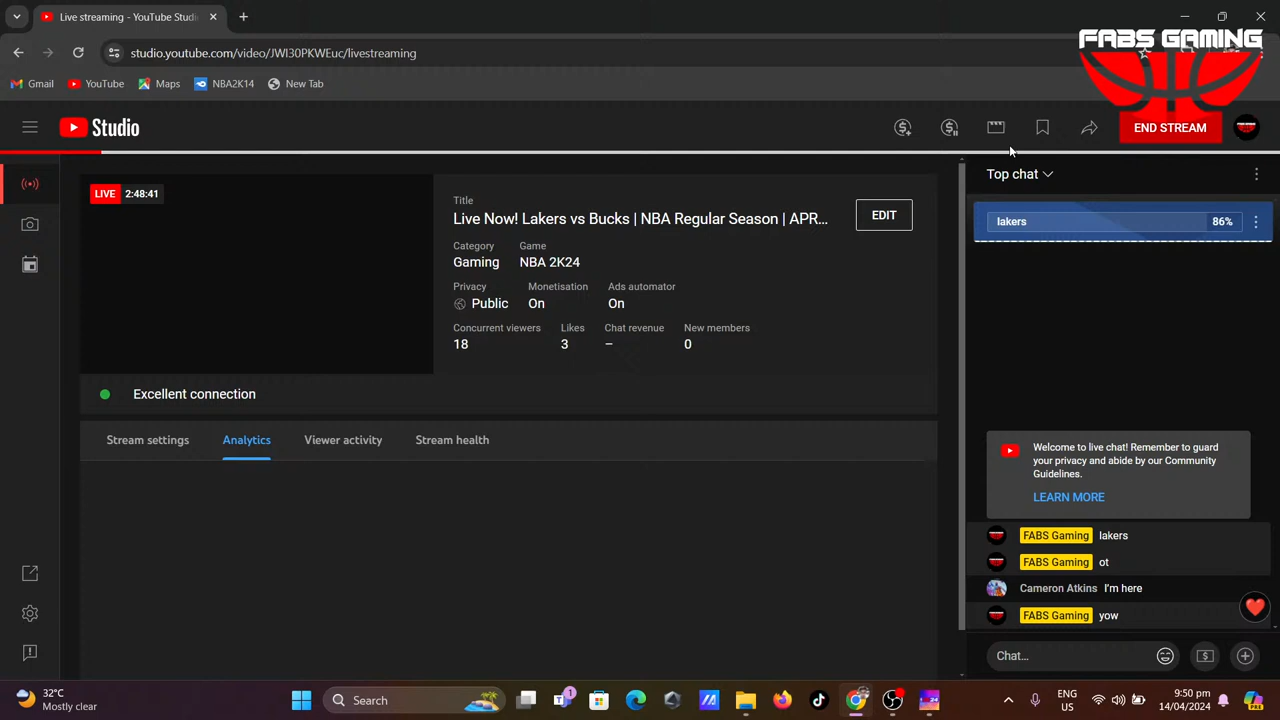 Live streaming - YouTube Studi
studio.youtube.com/video/JWl30PKWEuc/livestreaming
FABS GAMING
Gmail
YouTube
Maps
NBA2K14
New Tab
Studio
END STREAM
LIVE
2:48:41
Title
Live Now! Lakers vs Bucks | NBA Regular Season | APR...
EDIT
Category
Game
Gaming
NBA 2K24
Privacy
Monetisation
Ads automator
Public
On
On
Concurrent viewers
Likes
Chat revenue
New members
18
3
–
0
Excellent connection
Stream settings
Analytics
Viewer activity
Stream health
Top chat
lakers
86%
Welcome to live chat! Remember to guard
your privacy and abide by our Community
Guidelines.
LEARN MORE
FABS Gaming lakers
FABS Gaming ot
Cameron Atkins I'm here
FABS Gaming yow
Chat...
32°C
Mostly clear
Search
1
24
ENG
US
9:50 pm
14/04/2024
PRE